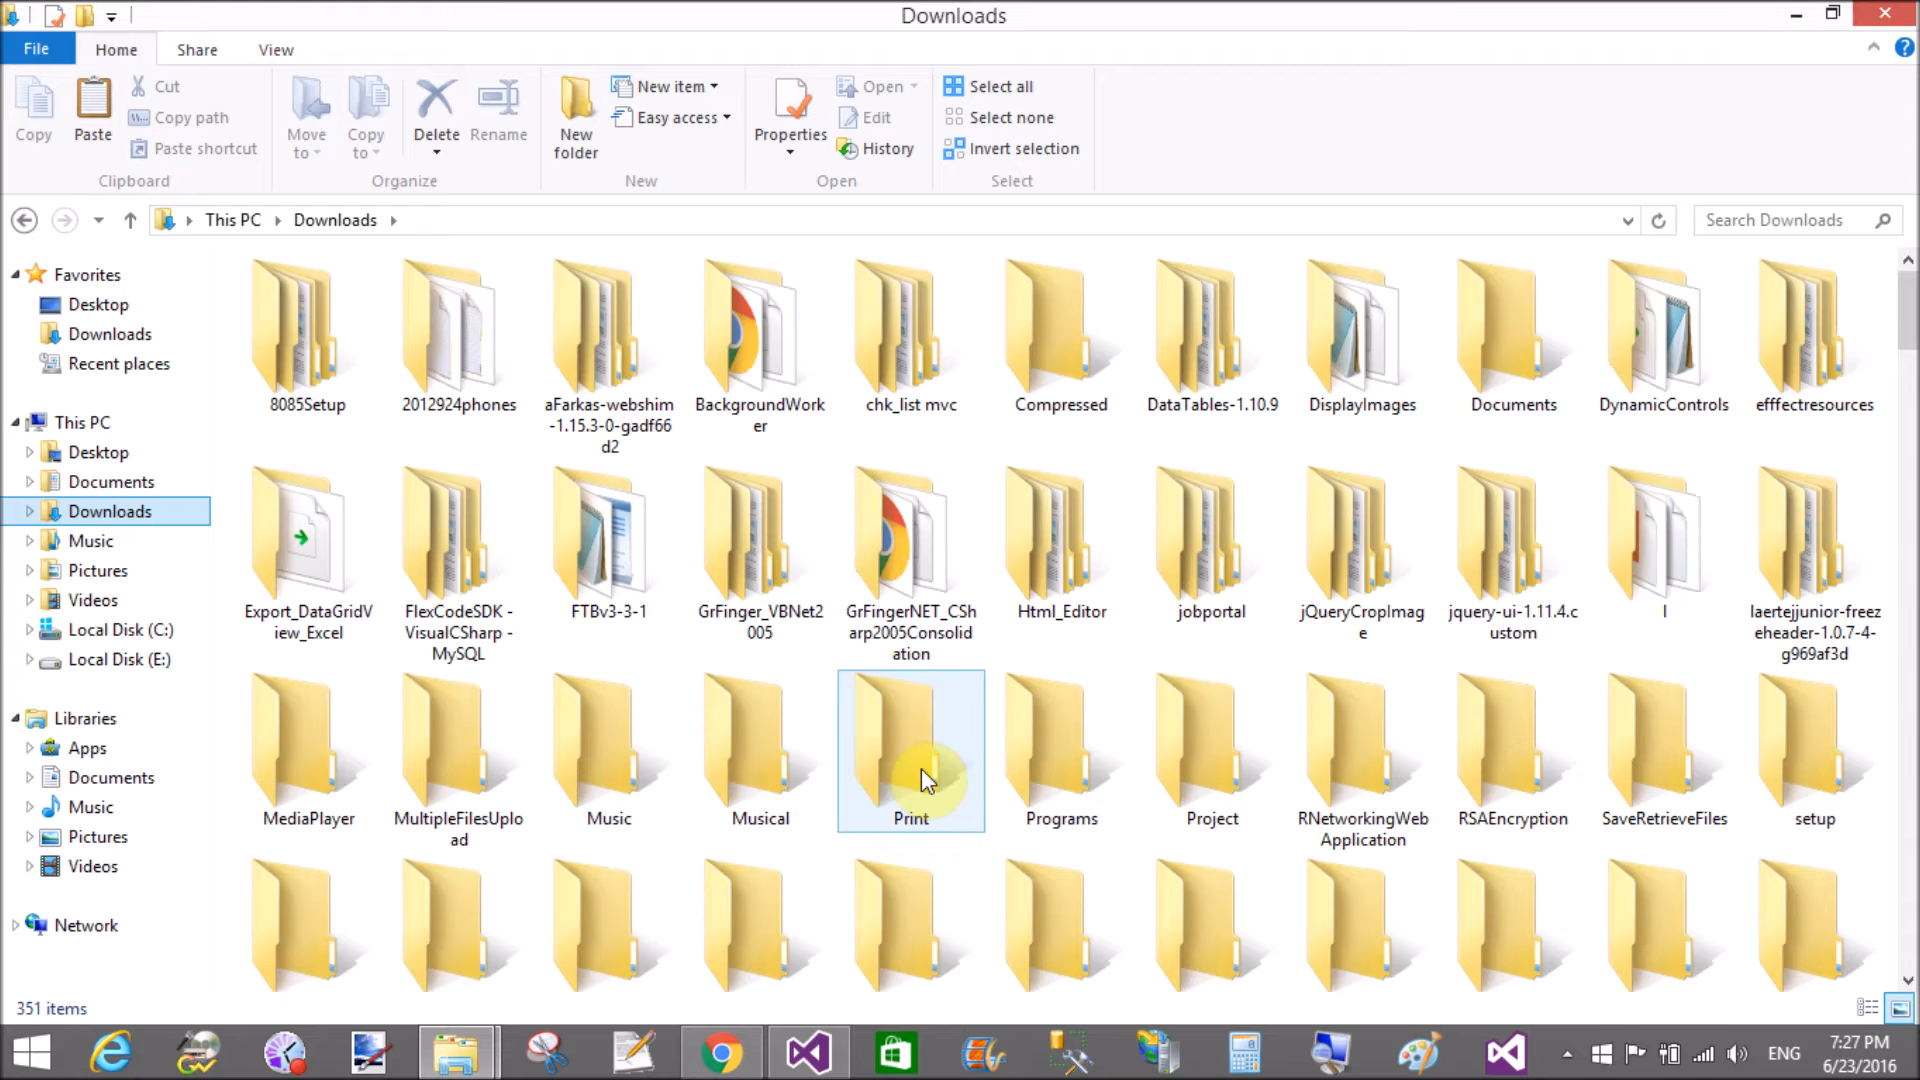 Downloads
File Home Share View
Copy
Paste
Cut
Copy path
Paste shortcut
Clipboard
Move
to
Copy
to
Delete
Rename
Organize
New
folder
New item
Easy access
New
Properties
Open
Edit
History
Open
Select all
Select none
Invert selection
Select
This PC Downloads
Search Downloads
Favorites
Desktop
Downloads
Recent places
This PC
Desktop
Documents
Downloads
Music
Pictures
Videos
Local Disk (C:)
Local Disk (E:)
Libraries
Apps
Documents
Music
Pictures
Videos
Network
8085Setup
2012924phones
aFarkas-webshim
-1.15.3-0-gadf66
d2
BackgroundWork
er
chk_list mvc
Compressed
DataTables-1.10.9
DisplayImages
Documents
DynamicControls
efffectresources
Export_DataGridV
iew_Excel
FlexCodeSDK -
VisualCSharp -
MySQL
FTBv3-3-1
GrFinger_VBNet2
005
GrFingerNET_CSh
arp2005Consolid
ation
Html_Editor
jobportal
jQueryCropImag
e
jquery-ui-1.11.4.c
ustom
l
laertejjunior-freez
eheader-1.0.7-4-
g969af3d
MediaPlayer
MultipleFilesUplo
ad
Music
Musical
Print
Programs
Project
RNetworkingWeb
Application
RSAEncryption
SaveRetrieveFiles
setup
351 items
ENG
7:27 PM
6/23/2016